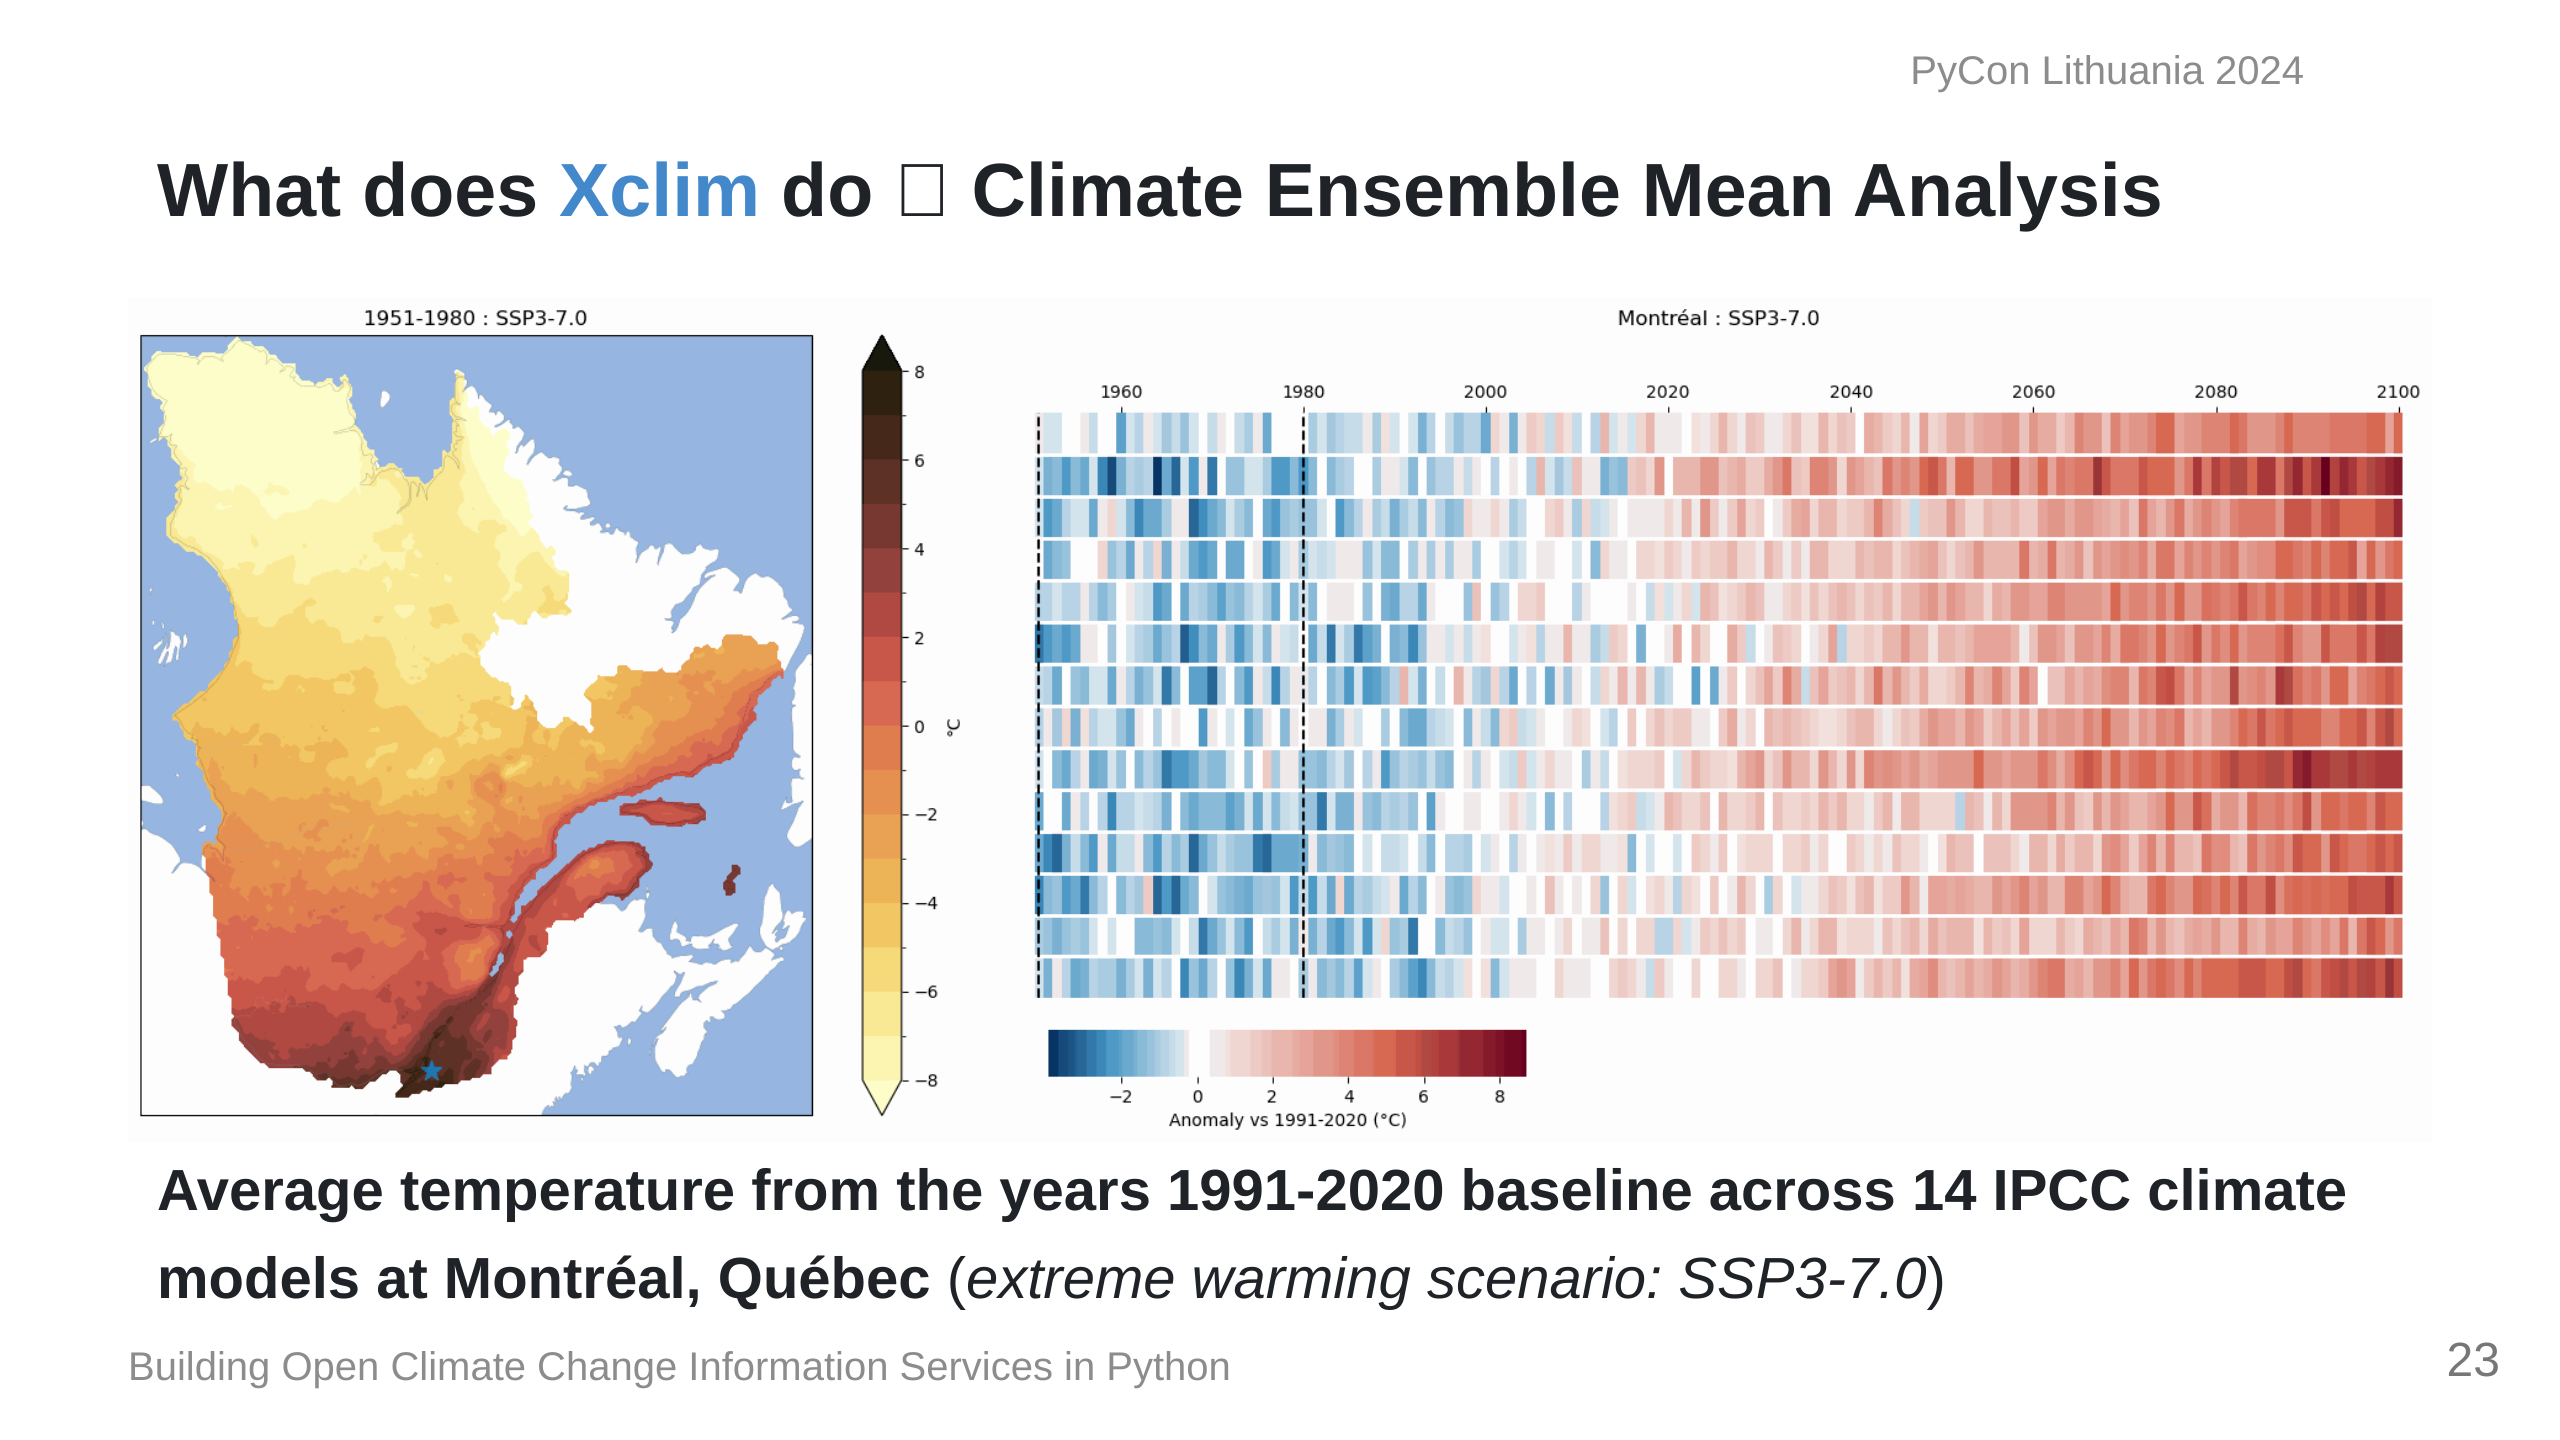 PyCon Lithuania 2024
What does Xclim do Climate Ensemble Mean Analysis
1951-1980 : SSP3-7.0
8
6
4
2
0
−2
−4
−6
−8
°C
Montréal : SSP3-7.0
1960 1980 2000 2020 2040 2060 2080 2100
−2 0 2 4 6 8
Anomaly vs 1991-2020 (°C)
Average temperature from the years 1991-2020 baseline across 14 IPCC climate
models at Montréal, Québec (extreme warming scenario: SSP3-7.0)
Building Open Climate Change Information Services in Python
23